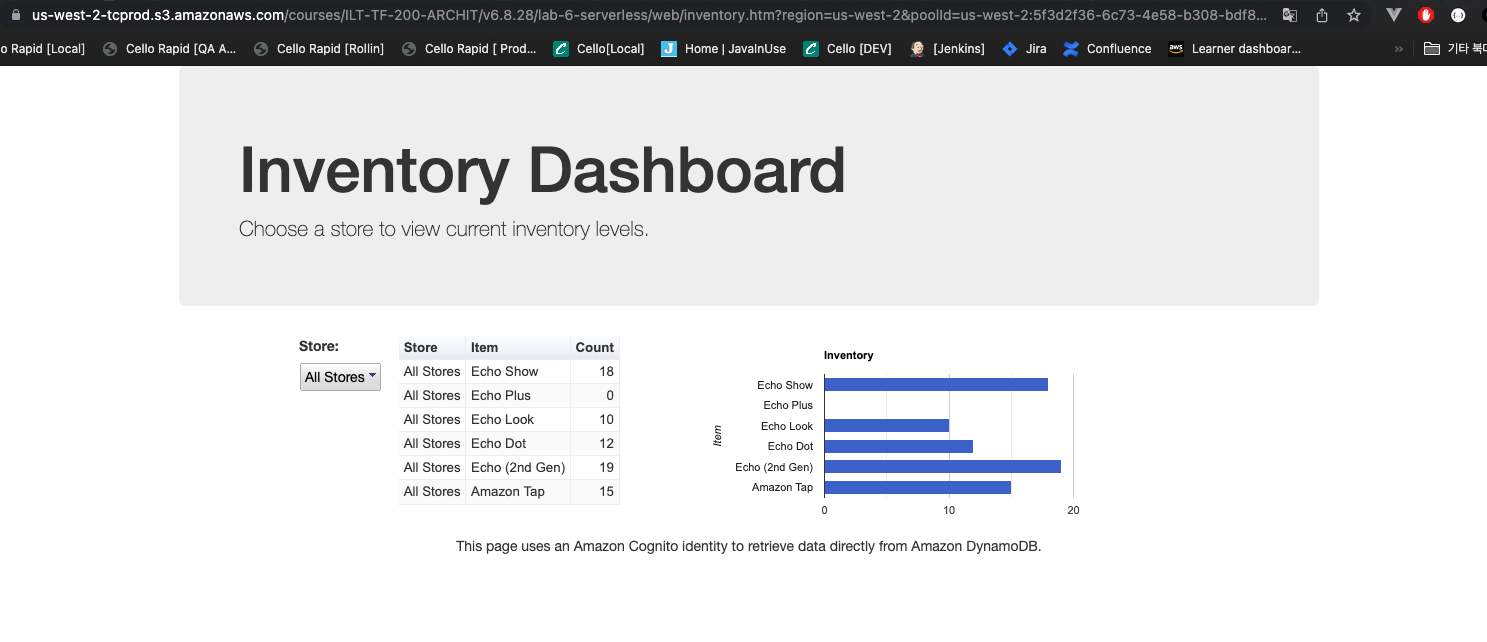 us-west-2-tcprod.s3.amazonaws.com/courses/ILT-TF-200-ARCHIT/v6.8.28/lab-6-serverless/web/inventory.htm?region=us-west-2&poolId=us-west-2:5f3d2f36-6c73-4e58-b308-bdf8...
o Rapid [Local] Cello Rapid [QA A... Cello Rapid [Rollin] Cello Rapid [ Prod... Cello[Local] Home | JavaInUse Cello [DEV] [Jenkins] Jira Confluence Learner dashboar... » 기타
Inventory Dashboard
Choose a store to view current inventory levels.
Store:
All Stores
Store Item Count
All Stores Echo Show 18
All Stores Echo Plus 0
All Stores Echo Look 10
All Stores Echo Dot 12
All Stores Echo (2nd Gen) 19
All Stores Amazon Tap 15
Inventory
Item
Echo Show
Echo Plus
Echo Look
Echo Dot
Echo (2nd Gen)
Amazon Tap
0 10 20
This page uses an Amazon Cognito identity to retrieve data directly from Amazon DynamoDB.